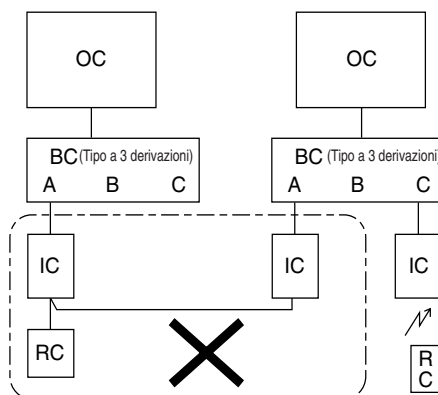 OC OC
BC (Tipo a 3 derivazioni) BC (Tipo a 3 derivazioni)
A B C A B C
IC IC IC
RC R
C